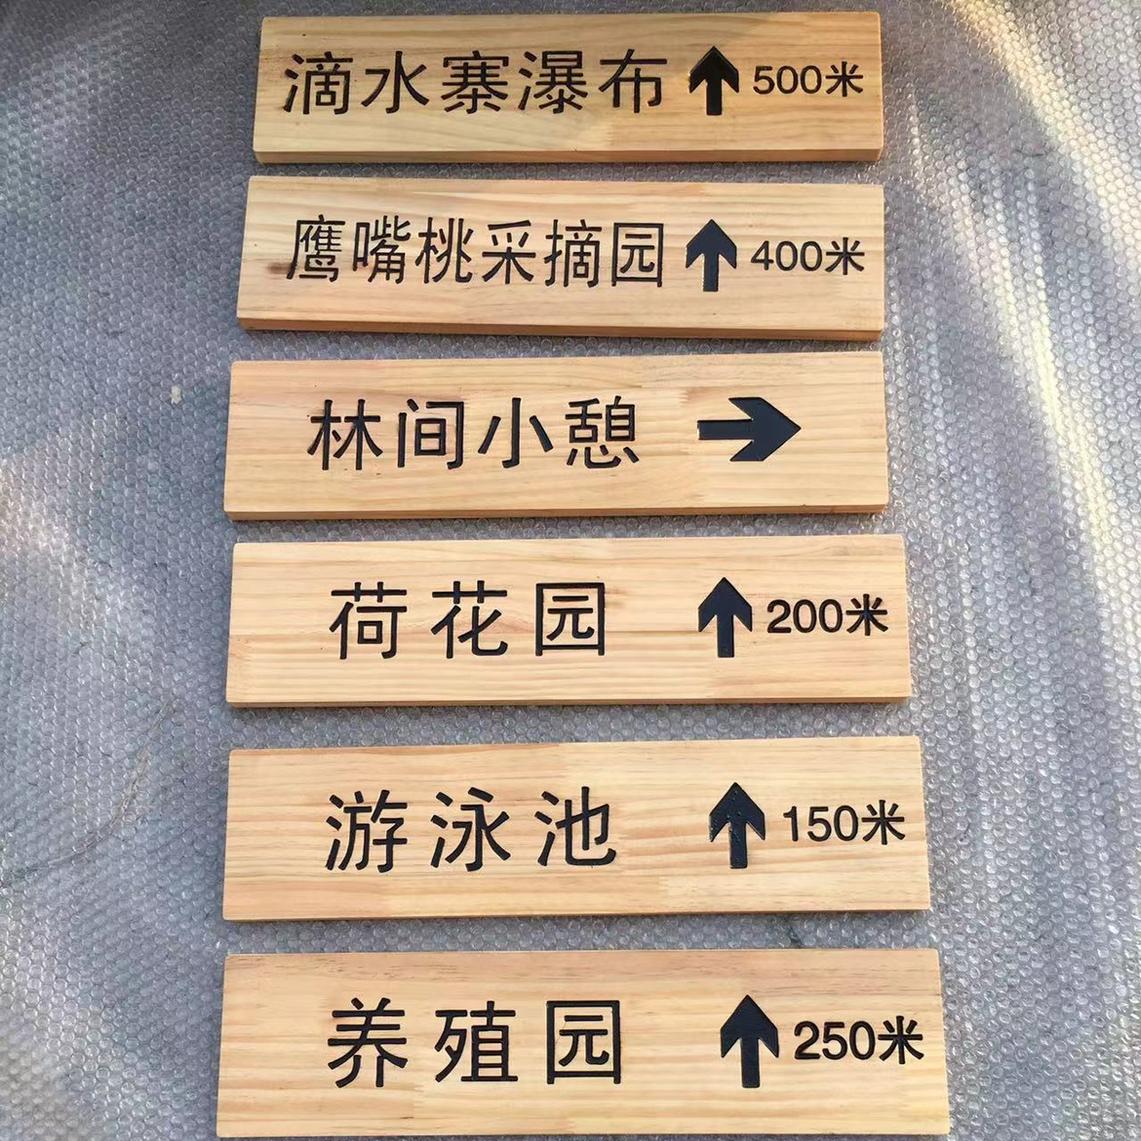 滴水寨瀑布 ↑ 500米
鹰嘴桃采摘园 ↑ 400米
林间小憩 →
荷花园 ↑ 200米
游泳池 ↑ 150米
养殖园 ↑ 250米